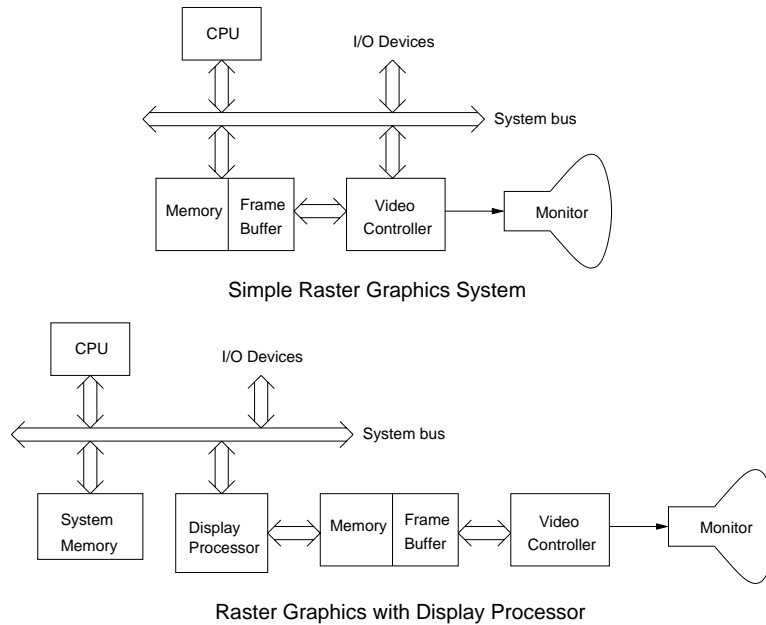 CPU
I/O Devices
System bus
Memory
Frame
Buffer
Video
Controller
Monitor
Simple Raster Graphics System
CPU
I/O Devices
System bus
System
Memory
Display
Processor
Memory
Frame
Buffer
Video
Controller
Monitor
Raster Graphics with Display Processor